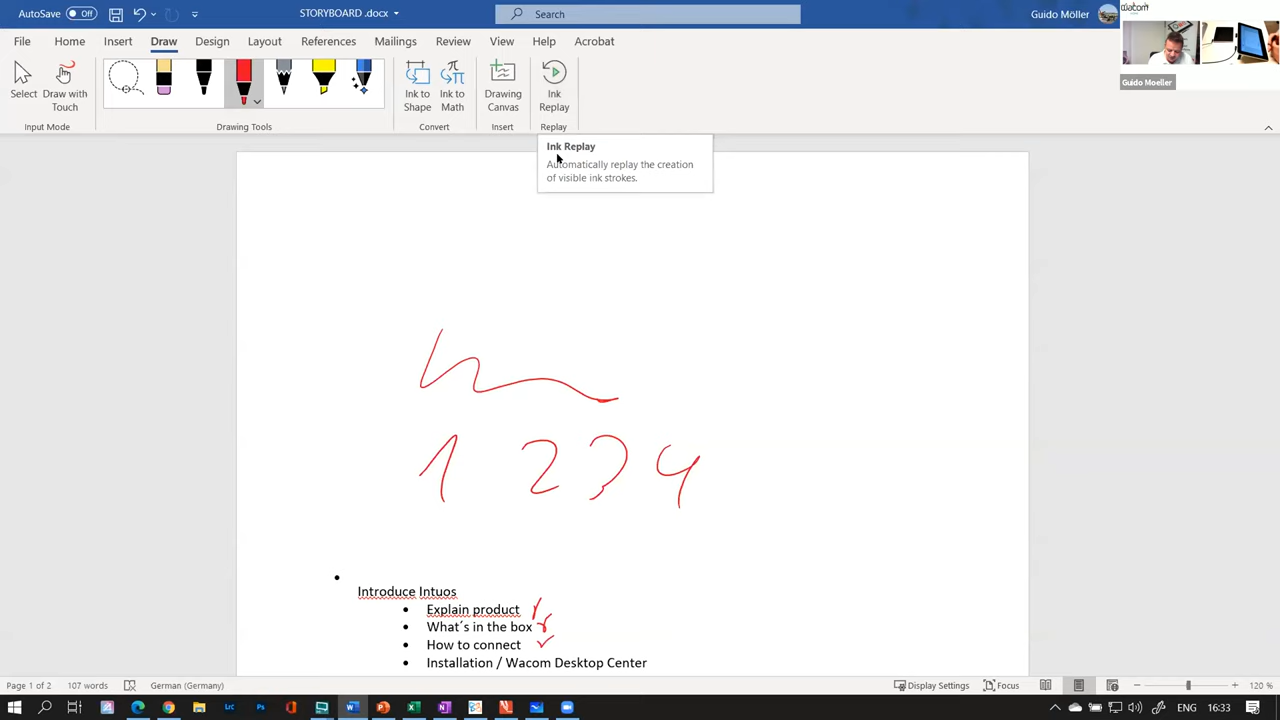 AutoSave Off STORYBOARD .docx Search Guido Möller wacom
File Home Insert Draw Design Layout References Mailings Review View Help Acrobat
Guido Moeller
Select
Draw with Touch
Ink to Shape
Ink to Math
Drawing Canvas
Ink Replay
Input Mode Drawing Tools Convert Insert Replay
Ink Replay
Automatically replay the creation
of visible ink strokes.
1 2 3 4
Introduce Intuos
• Explain product
• What´s in the box
• How to connect
• Installation / Wacom Desktop Center
Page 1 of 2 107 words German (Germany) Display Settings Focus 120 %
Lrc Ps ENG 16:33